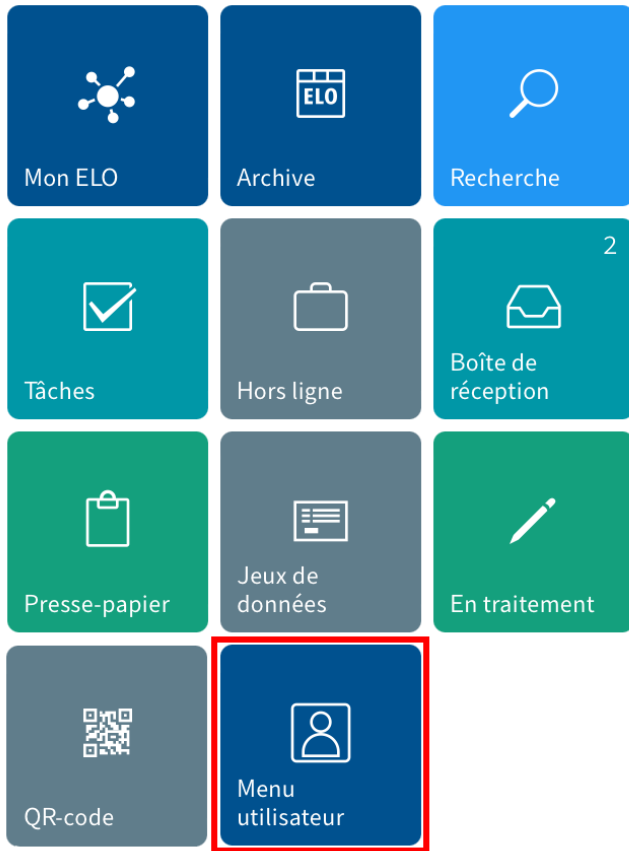 Mon ELO
ELO
Archive
Recherche
Tâches
Hors ligne
2
Boîte de
réception
Presse-papier
Jeux de
données
En traitement
QR-code
Menu
utilisateur